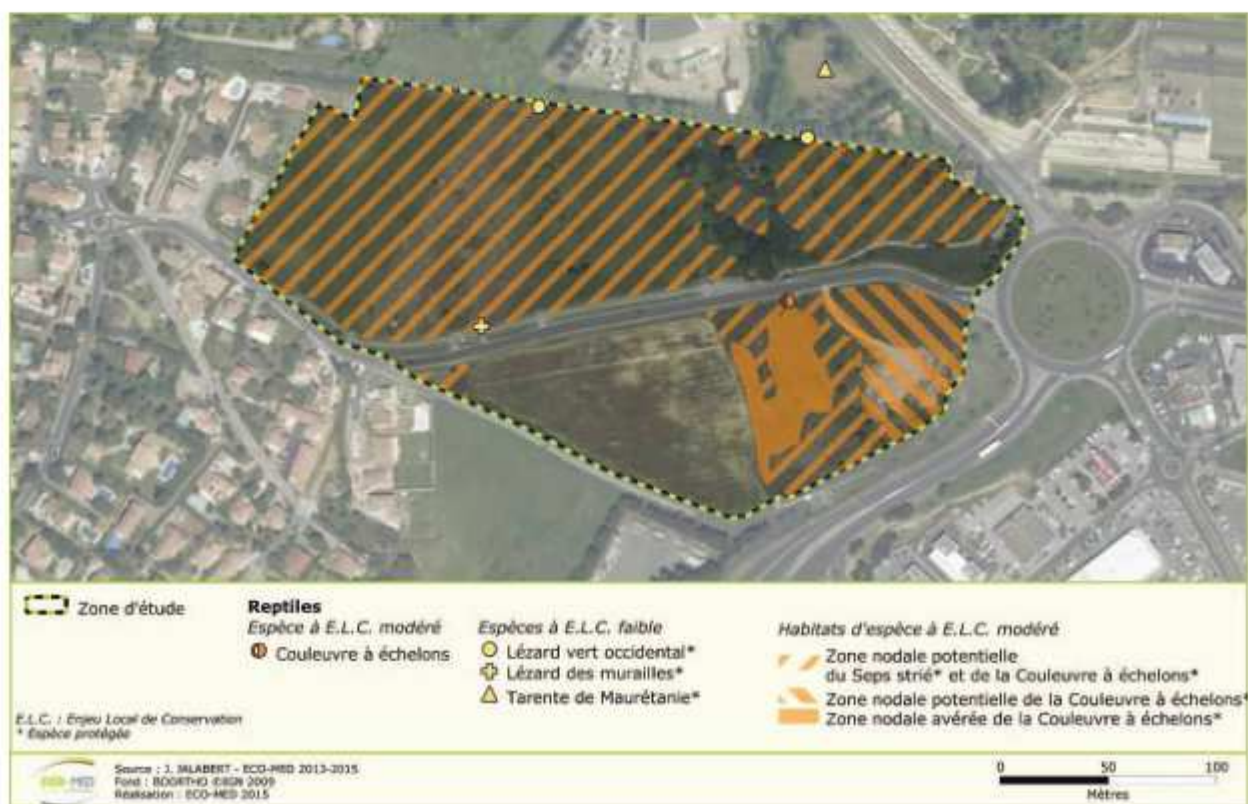 Zone d'étude
Reptiles
Espèce à E.L.C. modéré
Couleuvre à échelons
Espèces à E.L.C. faible
Lézard vert occidental*
Lézard des murailles*
Tarente de Maurétanie*
Habitats d'espèce à E.L.C. modéré
Zone nodale potentielle
du Seps strié* et de la Couleuvre à échelons*
Zone nodale potentielle de la Couleuvre à échelons*
Zone nodale avérée de la Couleuvre à échelons*
E.L.C. : Enjeu Local de Conservation
* Espèce protégée
ECO-MED
Source : J. JALABERT - ECO-MED 2013-2015
Fond : BDORTHO ©IGN 2009
Réalisation : ECO-MED 2015
0 50 100
Mètres